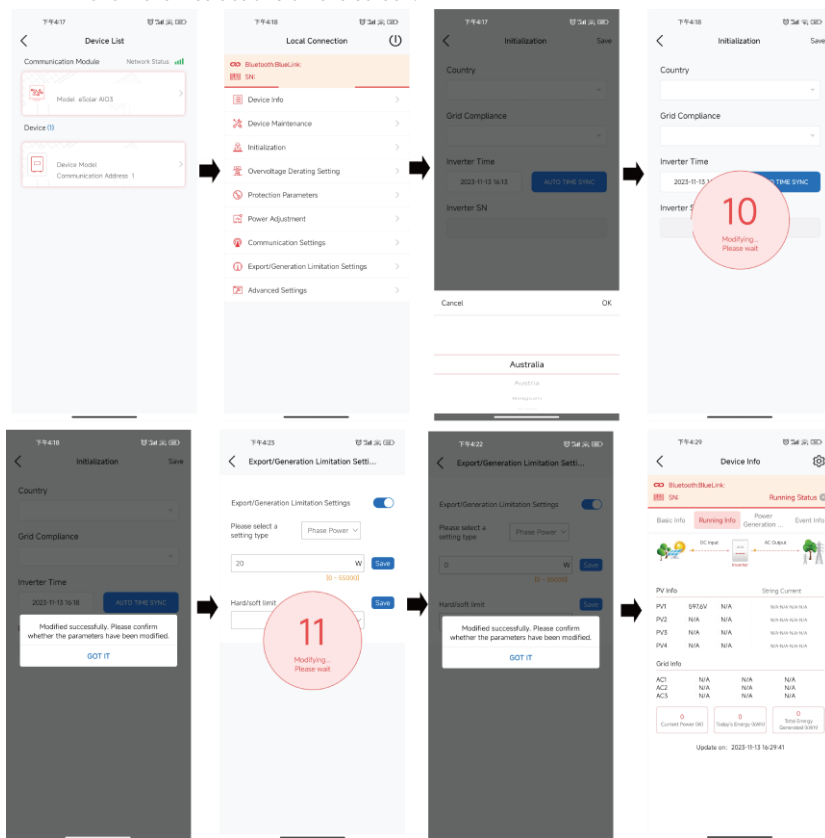 下午4:17
Device List
Communication Module
Network Status
Model eSolar AIO3
Device (1)
Device Model
Communication Address 1
下午4:18
Local Connection
Bluetooth:BlueLink:
SN:
Device Info
Device Maintenance
Initialization
Overvoltage Derating Setting
Protection Parameters
Power Adjustment
Communication Settings
Export/Generation Limitation Settings
Advanced Settings
下午4:17
Initialization
Save
Country
Grid Compliance
Inverter Time
2023-11-13 16:13
AUTO TIME SYNC
Inverter SN
Cancel
OK
Australia
Austria
下午4:18
Initialization
Save
Country
Grid Compliance
Inverter Time
2023-11-13
TIME SYNC
Inverter
10
Modifying...
Please wait
下午4:18
Initialization
Save
Country
Grid Compliance
Inverter Time
2023-11-13 16:18
AUTO TIME SYNC
Modified successfully. Please confirm
whether the parameters have been modified.
GOT IT
下午4:23
Export/Generation Limitation Setti...
Export/Generation Limitation Settings
Please select a
setting type
Phase Power
20
W
Save
[0 ~ 55000]
Hard/soft limit
Save
11
Modifying...
Please wait
下午4:22
Export/Generation Limitation Setti...
Export/Generation Limitation Settings
Please select a
setting type
Phase Power
0
W
Save
[0 ~ 55000]
Hard/soft limit
Save
Modified successfully. Please confirm
whether the parameters have been modified.
GOT IT
下午4:29
Device Info
Bluetooth:BlueLink:
SN:
Running Status
Basic Info
Running Info
Power
Generation ...
Event Info
DC Input
AC Output
Inverter
PV Info
String Current
PV1 597.6V N/A N/A-N/A-N/A-N/A
PV2 N/A N/A N/A-N/A-N/A-N/A
PV3 N/A N/A N/A-N/A-N/A-N/A
PV4 N/A N/A N/A-N/A-N/A-N/A
Grid Info
AC1 N/A N/A N/A
AC2 N/A N/A N/A
AC3 N/A N/A N/A
0
Current Power (W)
0
Today's Energy (kWh)
0
Total Energy
Generated (kWh)
Update on: 2023-11-13 16:29:41